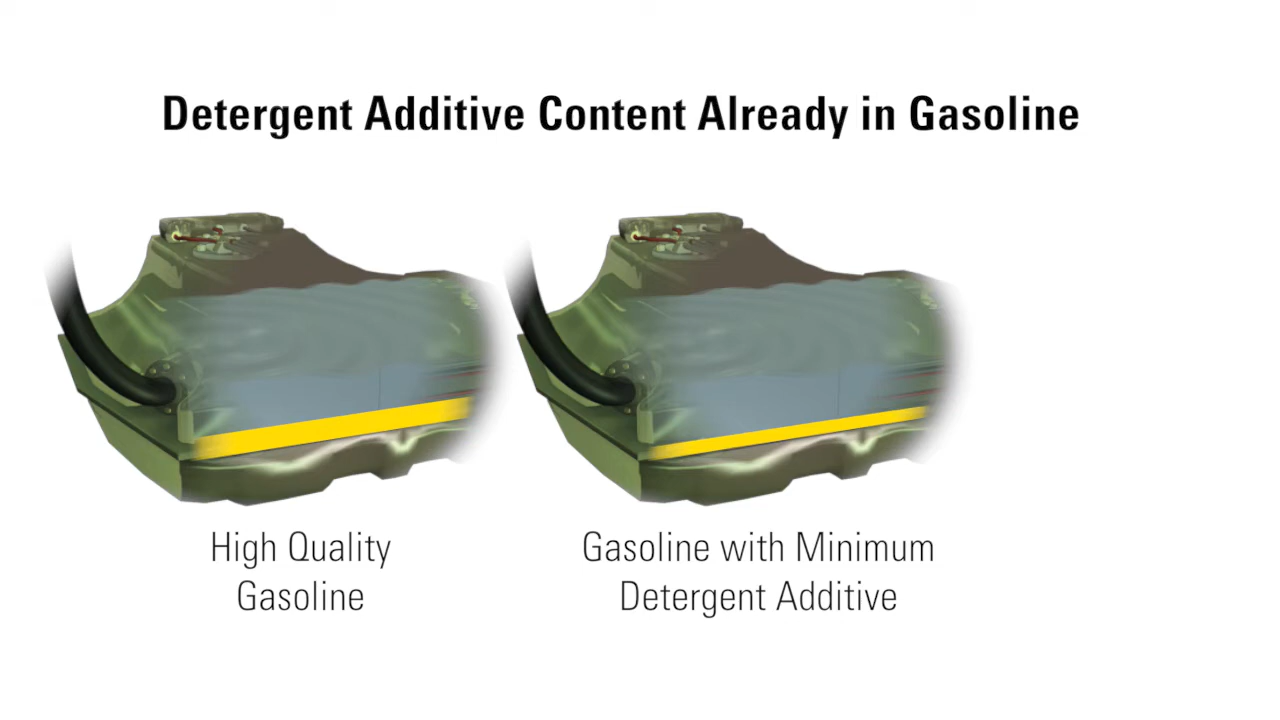 Detergent Additive Content Already in Gasoline
High Quality
Gasoline
Gasoline with Minimum
Detergent Additive